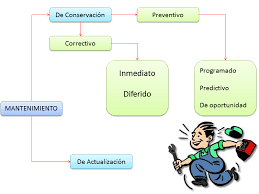 De Conservación
Preventivo
Correctivo
Inmediato
Diferido
Programado
Predictivo
De oportunidad
MANTENIMIENTO
De Actualización